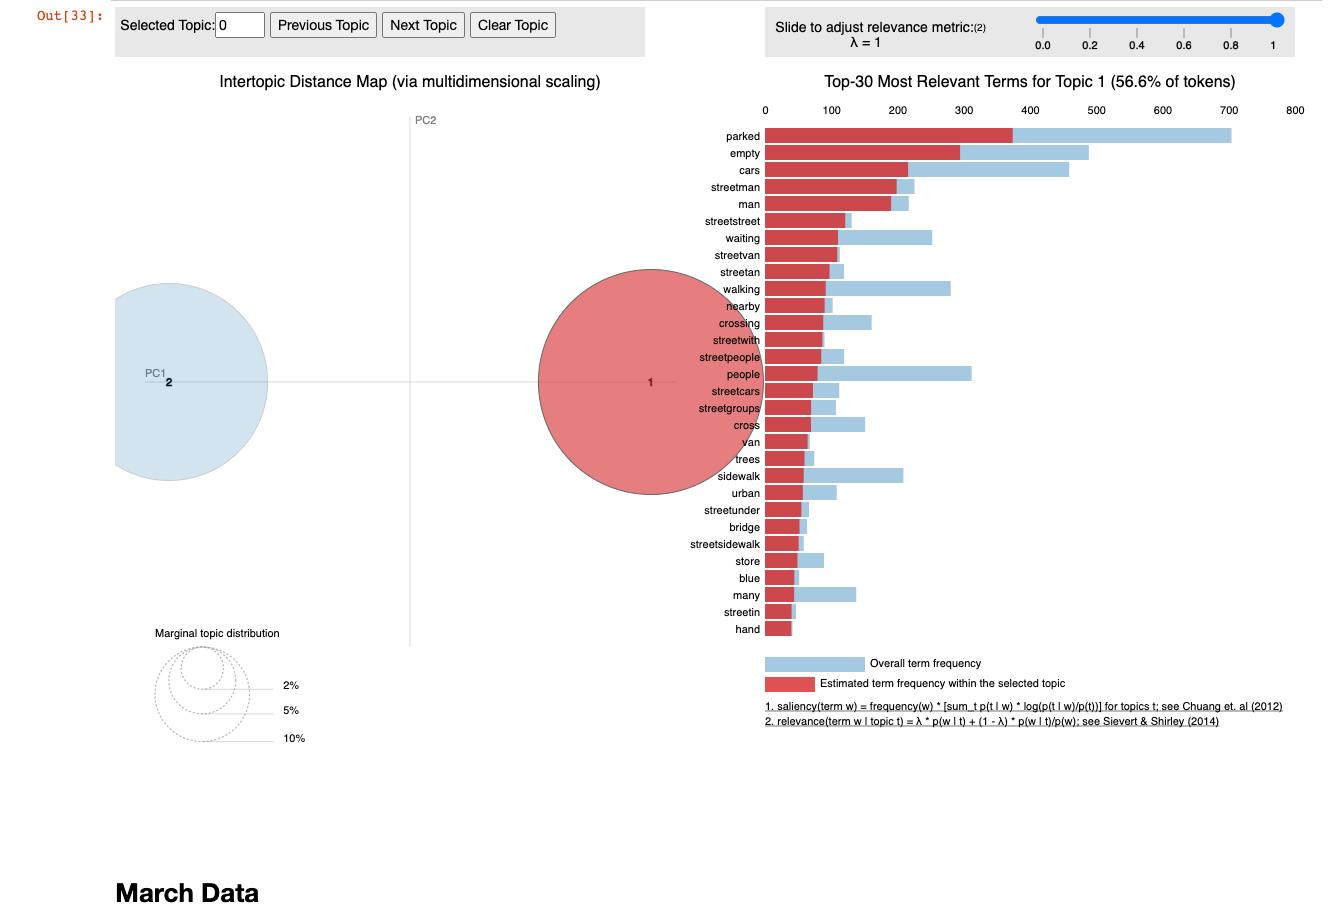 Out[33]:
Selected Topic: 0 Previous Topic Next Topic Clear Topic
Slide to adjust relevance metric:(2)
λ = 1
0.0 0.2 0.4 0.6 0.8 1
Intertopic Distance Map (via multidimensional scaling)
PC2
PC1
2
1
Marginal topic distribution
2%
5%
10%
Top-30 Most Relevant Terms for Topic 1 (56.6% of tokens)
0 100 200 300 400 500 600 700 800
parked
empty
cars
streetman
man
streetstreet
waiting
streetvan
streetan
walking
nearby
crossing
streetwith
streetpeople
people
streetcars
streetgroups
cross
van
trees
sidewalk
urban
streetunder
bridge
streetsidewalk
store
blue
many
streetin
hand
Overall term frequency
Estimated term frequency within the selected topic
1. saliency(term w) = frequency(w) * [sum_t p(t | w) * log(p(t | w)/p(t))] for topics t; see Chuang et. al (2012)
2. relevance(term w | topic t) = λ * p(w | t) + (1 - λ) * p(w | t)/p(w); see Sievert & Shirley (2014)
March Data